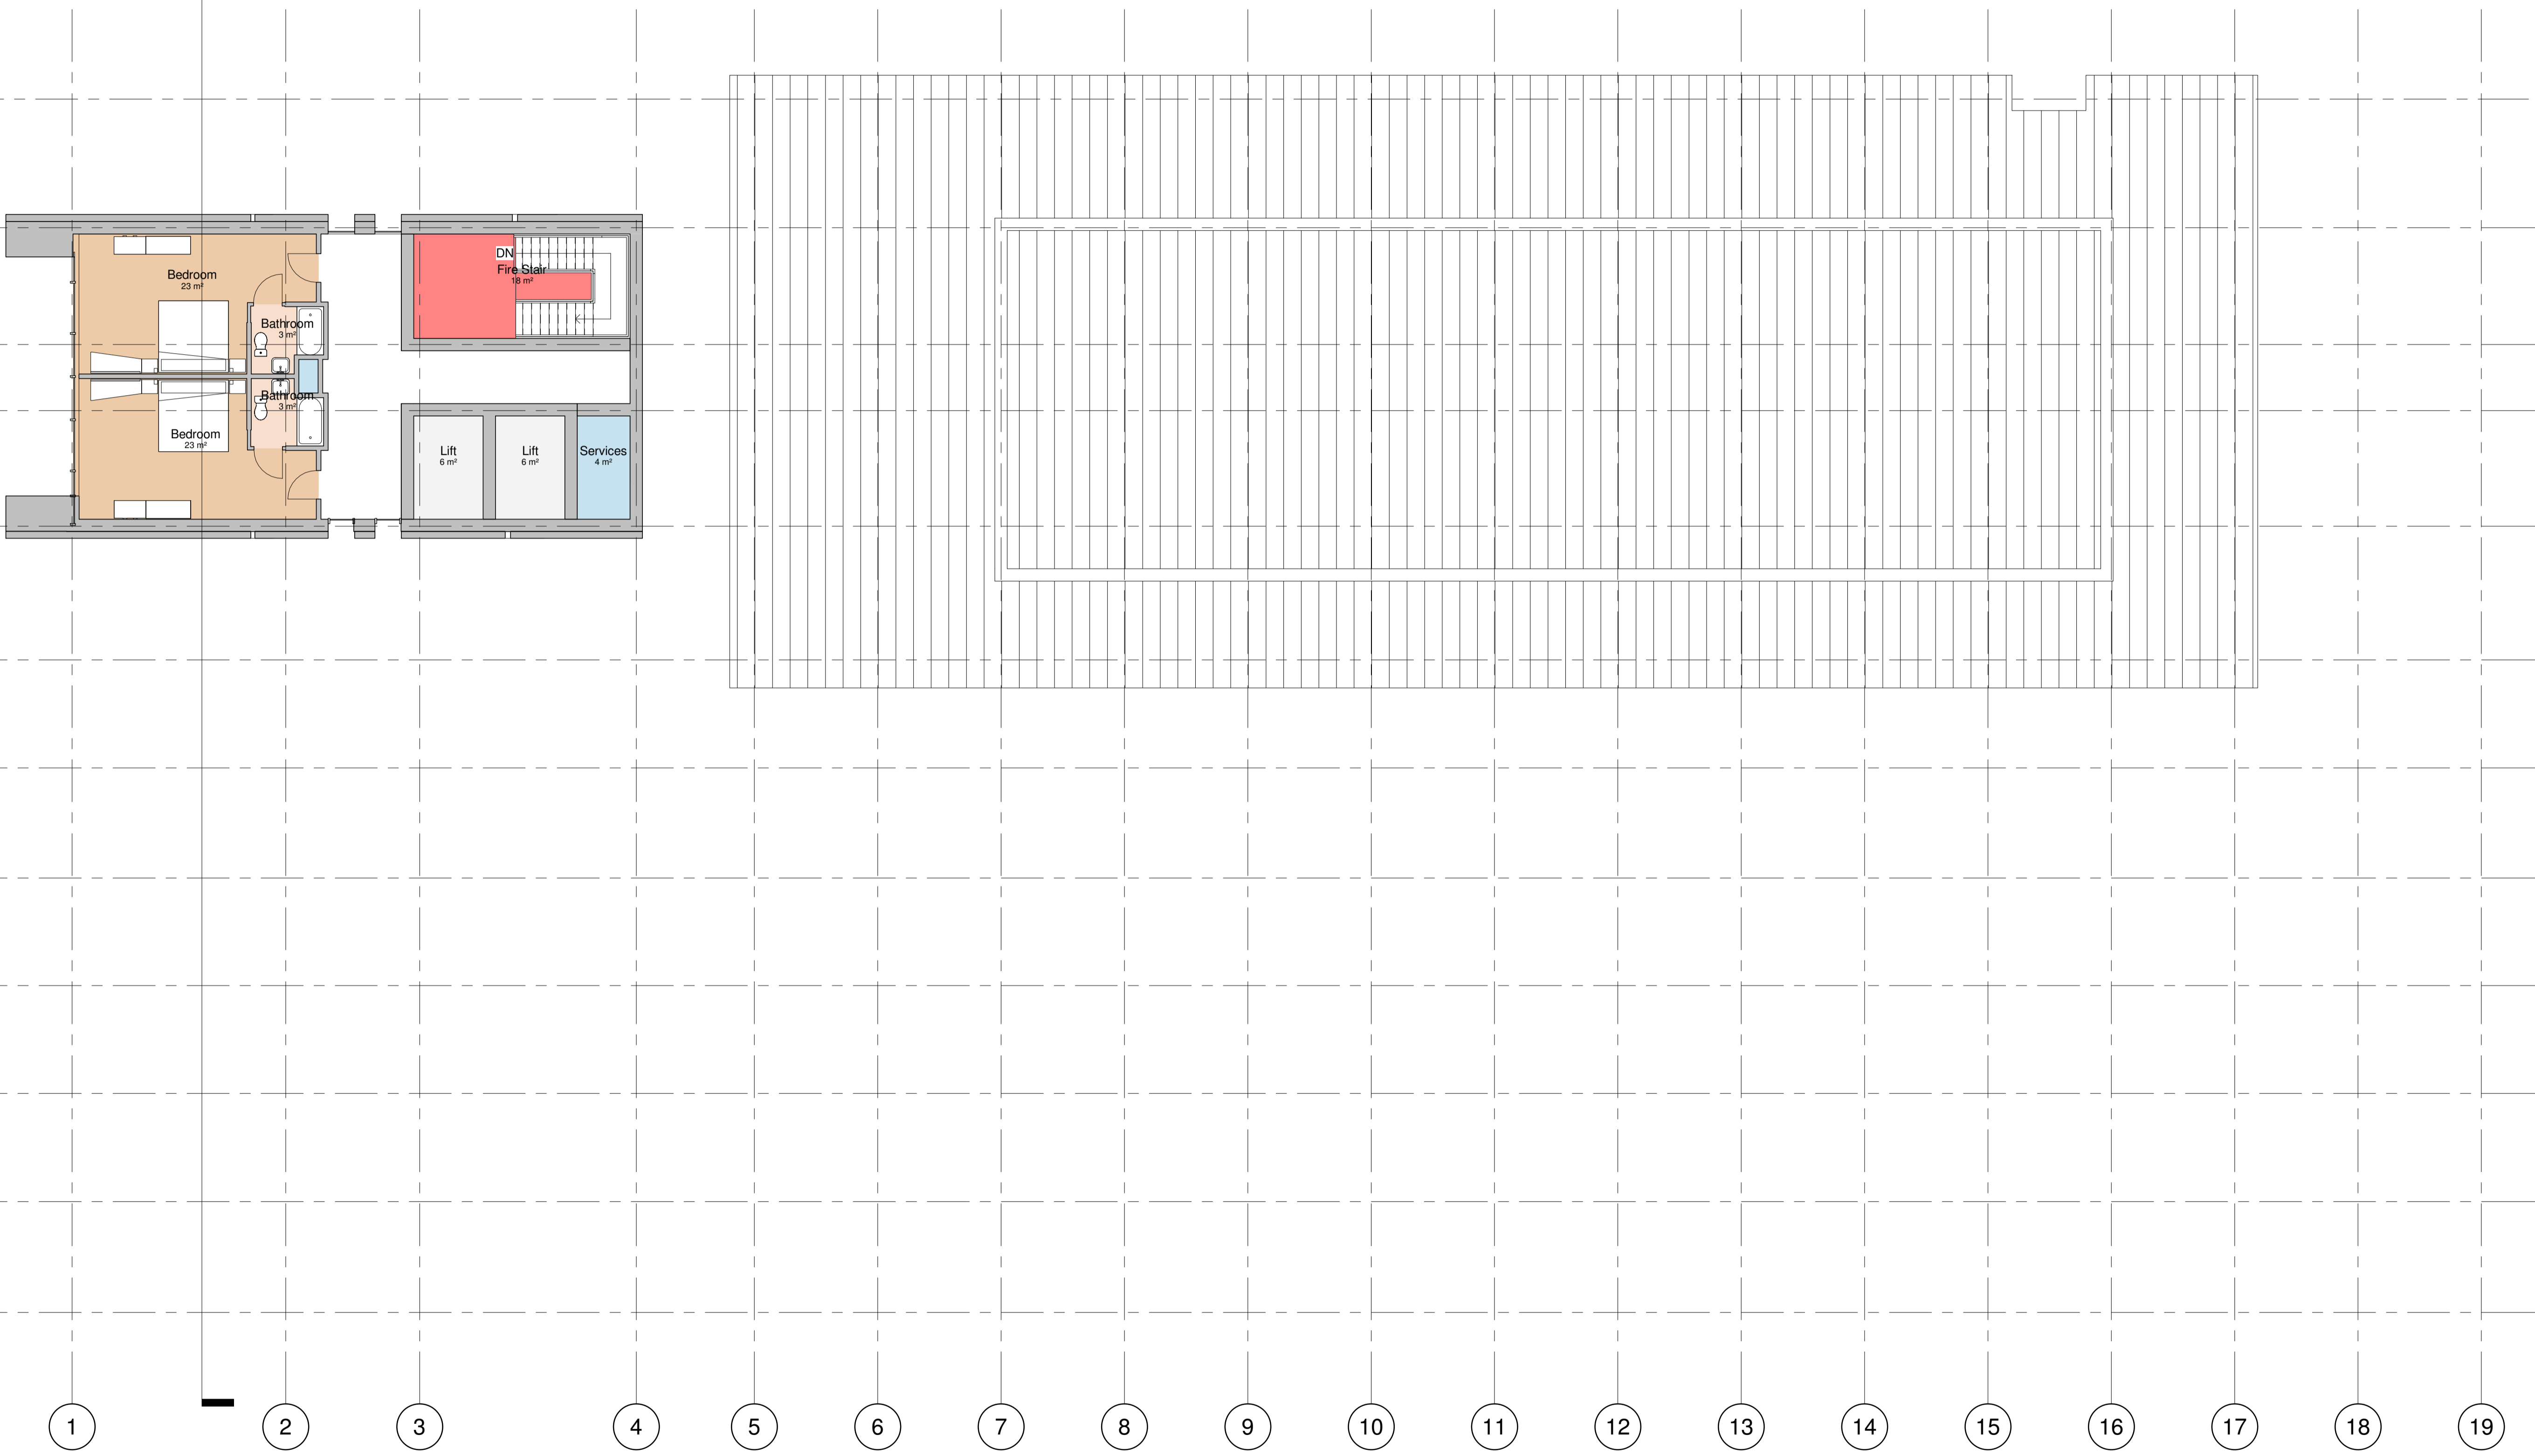 DN
Fire Stair
18 m²
Bedroom
23 m²
Bathroom
3 m²
Bathroom
3 m²
Bedroom
23 m²
Lift
6 m²
Lift
6 m²
Services
4 m²
1
2
3
4
5
6
7
8
9
10
11
12
13
14
15
16
17
18
19